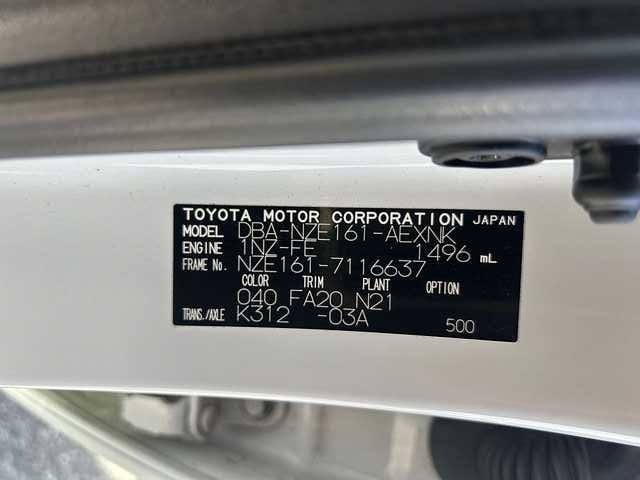 TOYOTA MOTOR CORPORATION JAPAN
MODEL DBA-NZE161-AEXNK
ENGINE 1NZ-FE 1496 mL
FRAME No. NZE161-7116637
COLOR TRIM PLANT OPTION
040 FA20 N21
TRANS./AXLE K312 -03A
500